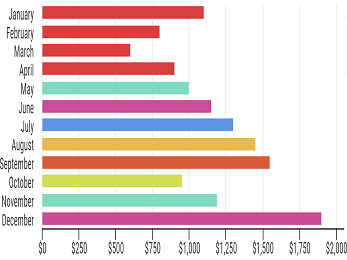 January
February
March
April
May
June
July
August
September
October
November
December
$0 $250 $500 $750 $1,000 $1,250 $1,500 $1,750 $2,000